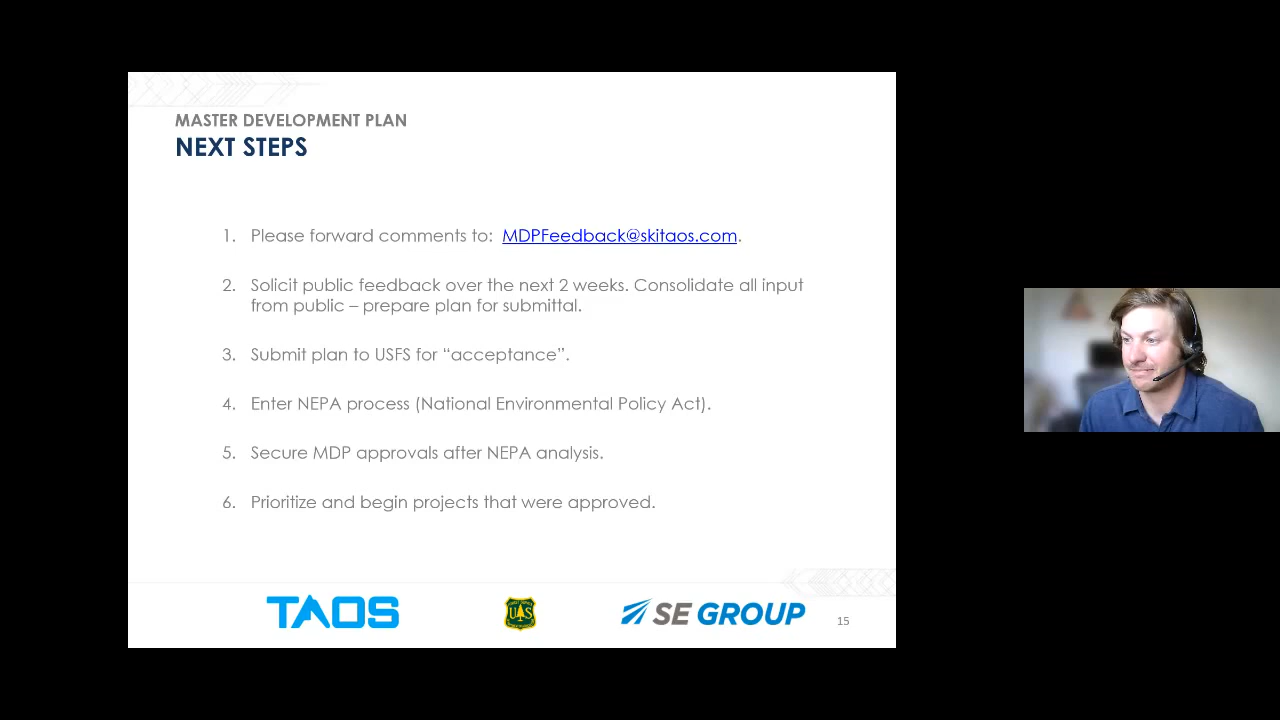 MASTER DEVELOPMENT PLAN
NEXT STEPS
1. Please forward comments to: MDPFeedback@skitaos.com.
2. Solicit public feedback over the next 2 weeks. Consolidate all input
from public – prepare plan for submittal.
3. Submit plan to USFS for “acceptance”.
4. Enter NEPA process (National Environmental Policy Act).
5. Secure MDP approvals after NEPA analysis.
6. Prioritize and begin projects that were approved.
TAOS
US
SE GROUP
15